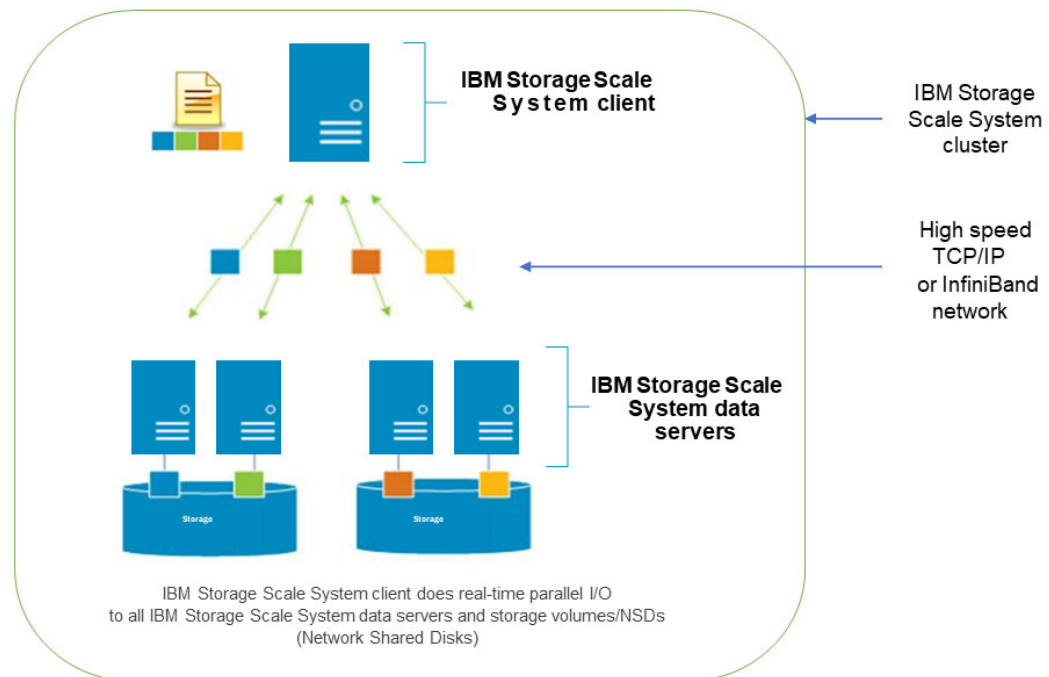 IBM Storage Scale
System client
IBM Storage
Scale System
cluster
High speed
TCP/IP
or InfiniBand
network
IBM Storage Scale
System data
servers
Storage
Storage
IBM Storage Scale System client does real-time parallel I/O
to all IBM Storage Scale System data servers and storage volumes/NSDs
(Network Shared Disks)